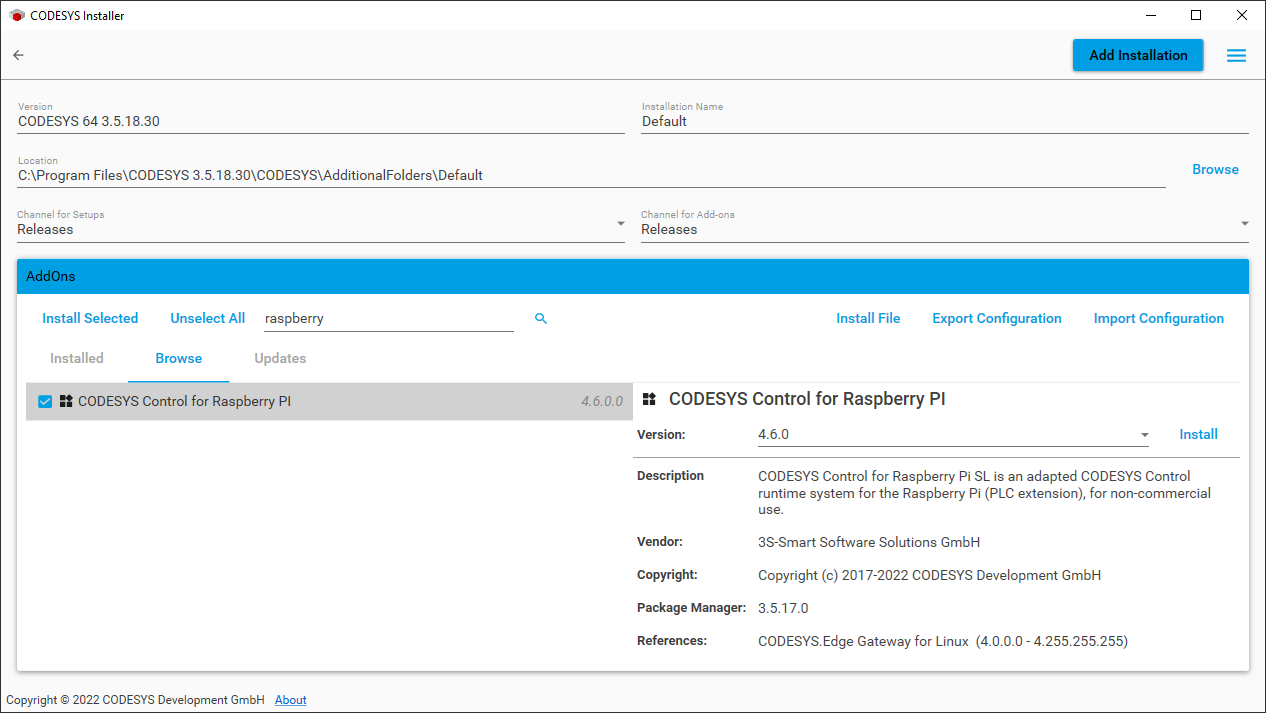 CODESYS Installer
Add Installation
Version
CODESYS 64 3.5.18.30
Installation Name
Default
Location
C:\Program Files\CODESYS 3.5.18.30\CODESYS\AdditionalFolders\Default
Browse
Channel for Setups
Releases
Channel for Add-ons
Releases
AddOns
Install Selected
Unselect All
raspberry
Install File
Export Configuration
Import Configuration
Installed
Browse
Updates
CODESYS Control for Raspberry PI
4.6.0.0
CODESYS Control for Raspberry PI
Version:
4.6.0
Install
Description
CODESYS Control for Raspberry Pi SL is an adapted CODESYS Control
runtime system for the Raspberry Pi (PLC extension), for non-commercial
use.
Vendor:
3S-Smart Software Solutions GmbH
Copyright:
Copyright (c) 2017-2022 CODESYS Development GmbH
Package Manager:
3.5.17.0
References:
CODESYS.Edge Gateway for Linux (4.0.0.0 - 4.255.255.255)
Copyright © 2022 CODESYS Development GmbH
About